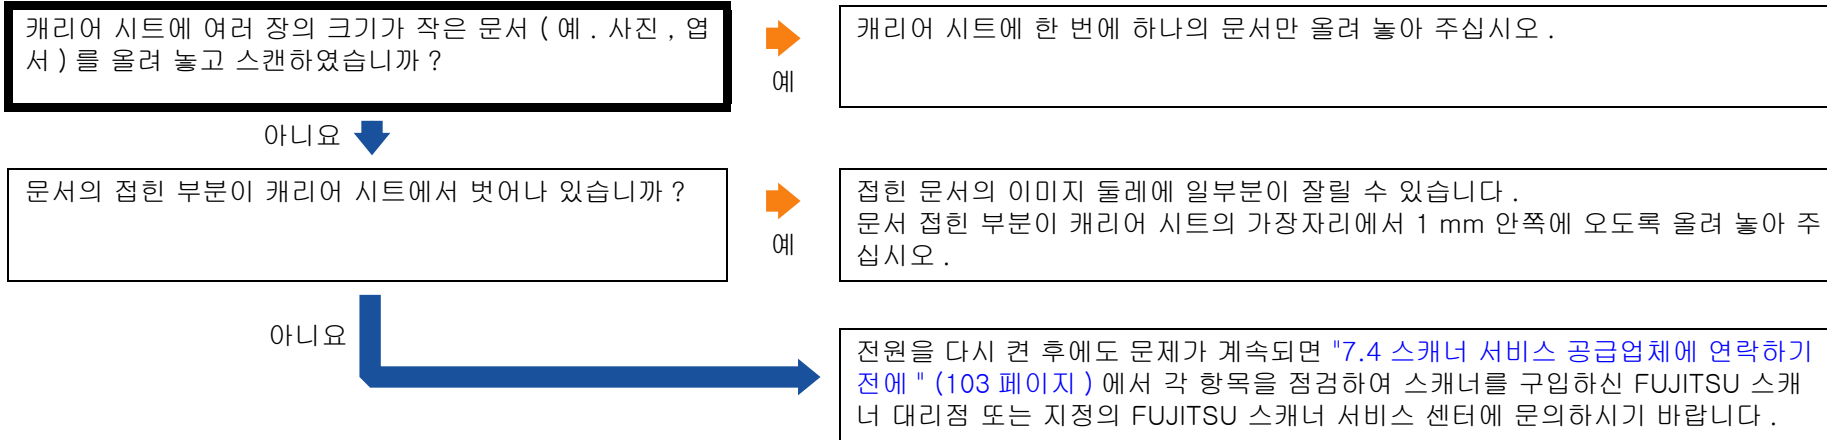 캐리어 시트에 여러 장의 크기가 작은 문서 ( 예 . 사진 , 엽
서 ) 를 올려 놓고 스캔하였습니까 ?
예
캐리어 시트에 한 번에 하나의 문서만 올려 놓아 주십시오 .
아니요
문서의 접힌 부분이 캐리어 시트에서 벗어나 있습니까 ?
예
접힌 문서의 이미지 둘레에 일부분이 잘릴 수 있습니다 .
문서 접힌 부분이 캐리어 시트의 가장자리에서 1 mm 안쪽에 오도록 올려 놓아 주
십시오 .
아니요
전원을 다시 켠 후에도 문제가 계속되면 "7.4 스캐너 서비스 공급업체에 연락하기
전에 " (103 페이지 ) 에서 각 항목을 점검하여 스캐너를 구입하신 FUJITSU 스캐
너 대리점 또는 지정의 FUJITSU 스캐너 서비스 센터에 문의하시기 바랍니다 .